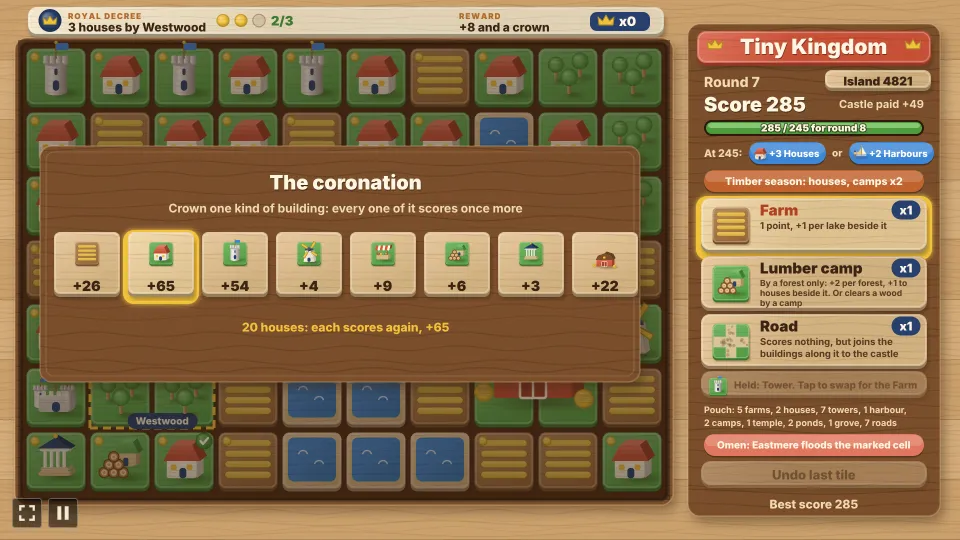 ROYAL DECREE
3 houses by Westwood
2/3
REWARD
+8 and a crown
x0
The coronation
Crown one kind of building: every one of it scores once more
+26
+65
+54
+4
+9
+6
+3
+22
20 houses: each scores again, +65
Westwood
Tiny Kingdom
Round 7
Island 4821
Score 285
Castle paid +49
285 / 245 for round 8
At 245:
+3 Houses
or
+2 Harbours
Timber season: houses, camps x2
Farm
x1
1 point, +1 per lake beside it
Lumber camp
x1
By a forest only: +2 per forest, +1 to
houses beside it. Or clears a wood
by a camp
Road
x1
Scores nothing, but joins the
buildings along it to the castle
Held: Tower. Tap to swap for the Farm
Pouch: 5 farms, 2 houses, 7 towers, 1 harbour,
2 camps, 1 temple, 2 ponds, 1 grove, 7 roads
Omen: Eastmere floods the marked cell
Undo last tile
Best score 285